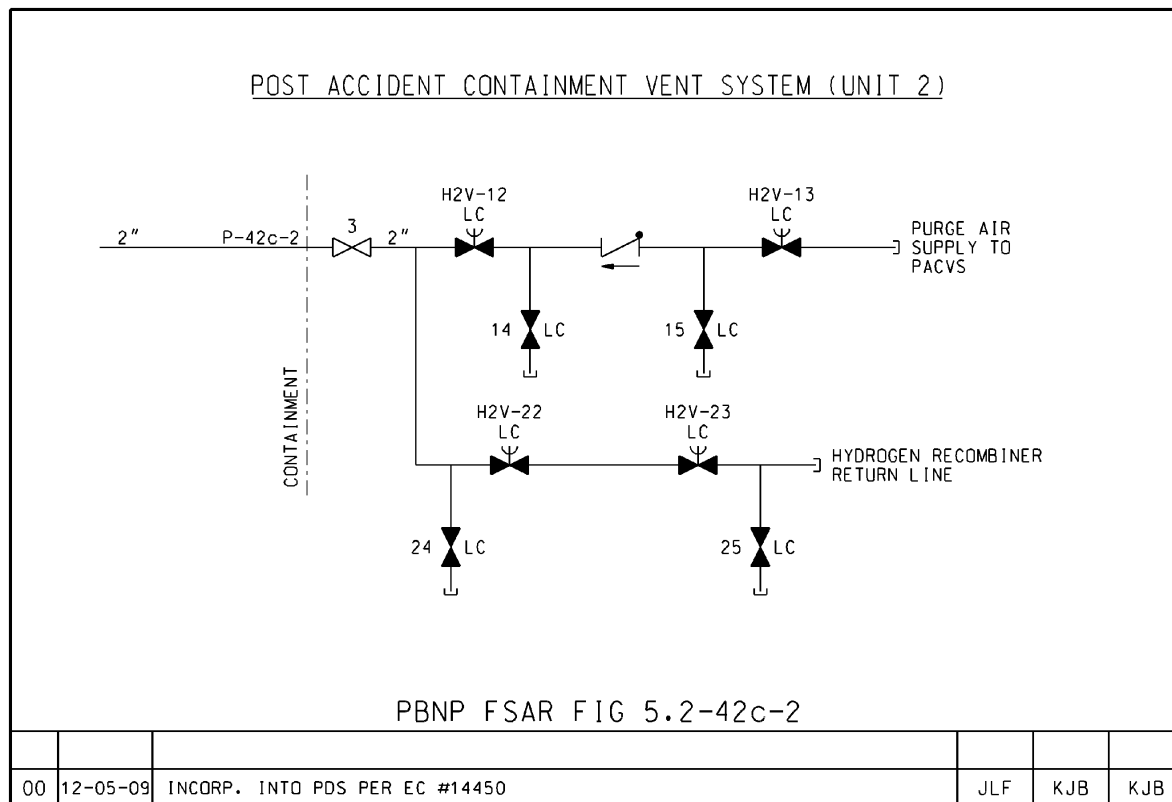 POST ACCIDENT CONTAINMENT VENT SYSTEM (UNIT 2)
H2V-12
LC
H2V-13
LC
2"
P-42c-2
3
2"
PURGE AIR
SUPPLY TO
PACVS
14
LC
15
LC
CONTAINMENT
H2V-22
LC
H2V-23
LC
HYDROGEN RECOMBINER
RETURN LINE
24
LC
25
LC
PBNP FSAR FIG 5.2-42c-2
00 12-05-09 INCORP. INTO PDS PER EC #14450 JLF KJB KJB